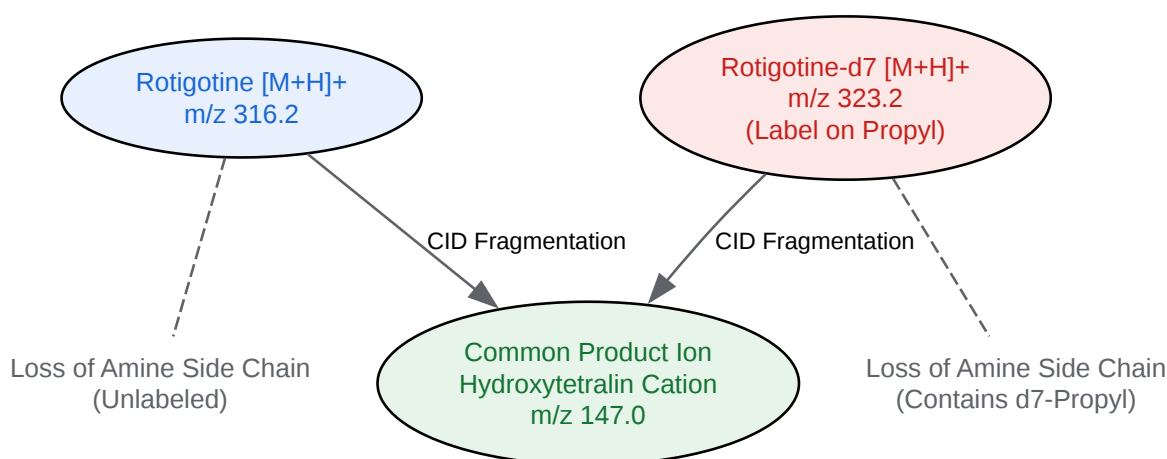 Rotigotine [M+H]+
m/z 316.2
Rotigotine-d7 [M+H]+
m/z 323.2
(Label on Propyl)
CID Fragmentation
CID Fragmentation
Loss of Amine Side Chain
(Unlabeled)
Common Product Ion
Hydroxytetralin Cation
m/z 147.0
Loss of Amine Side Chain
(Contains d7-Propyl)